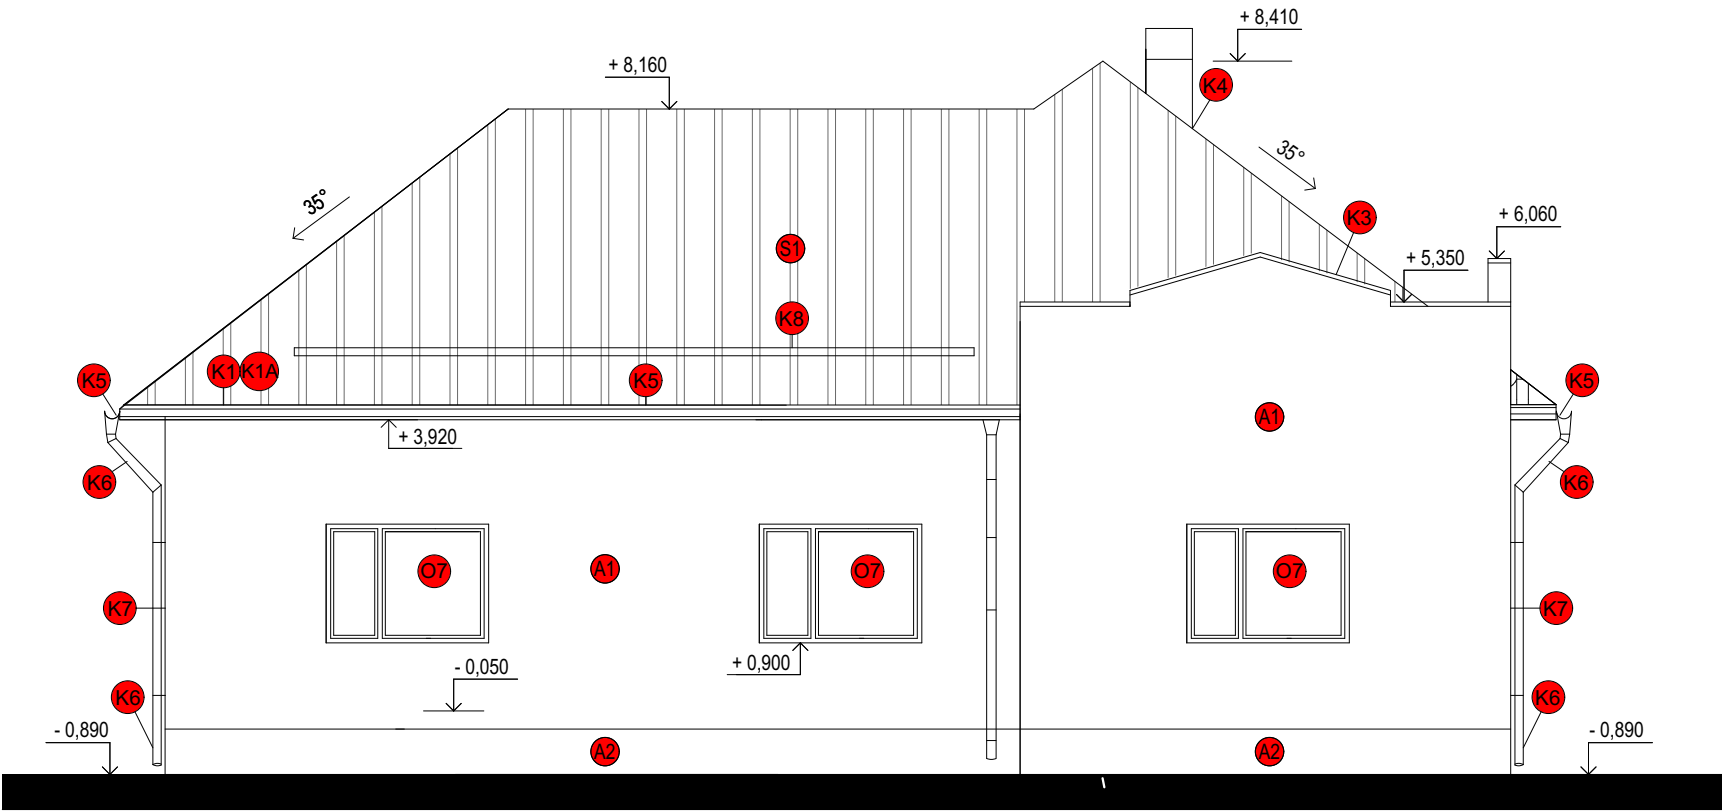 + 8,410
+ 8,160
K4
35°
35°
K3
+ 6,060
S1
+ 5,350
K8
K5
K1
K1A
K5
K5
A1
+ 3,920
K6
K6
O7
A1
O7
O7
K7
K7
- 0,050
+ 0,900
K6
K6
- 0,890
A2
A2
- 0,890